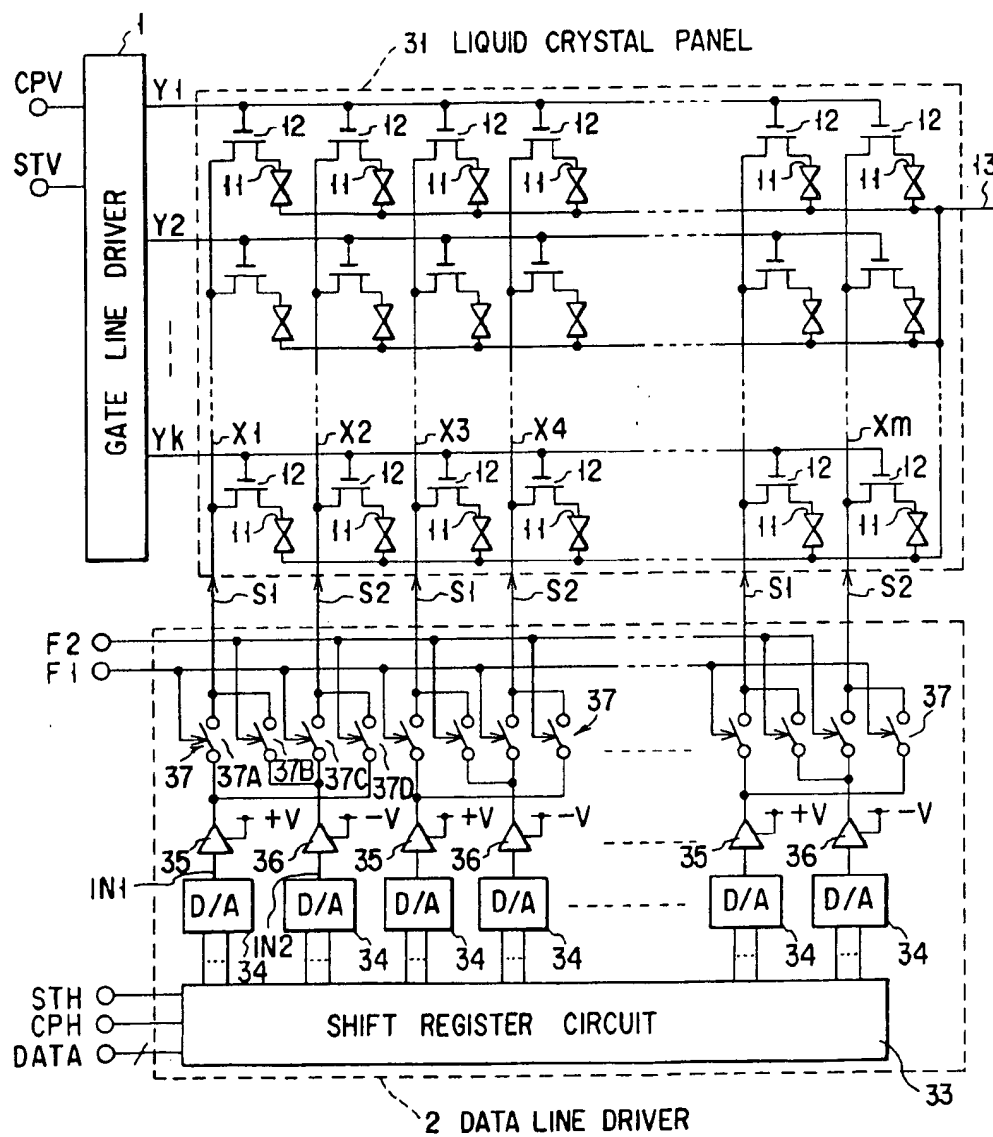 1
31 LIQUID CRYSTAL PANEL
CPV
STV
GATE LINE DRIVER
Y1
12 12 12 12 12 12
11 11 11 11 11 11
13
Y2
Yk
X1 X2 X3 X4 Xm
12 12 12 12 12 12
11 11 11 11 11 11
S1 S2 S1 S2 S1 S2
F2
F1
37 37A 37B 37C 37D 37 37
+V -V +V -V +V -V
35 36 35 36 35 36
IN1 IN2
D/A D/A D/A D/A D/A D/A
34 34 34 34 34 34
STH
CPH
DATA
SHIFT REGISTER CIRCUIT
33
2 DATA LINE DRIVER